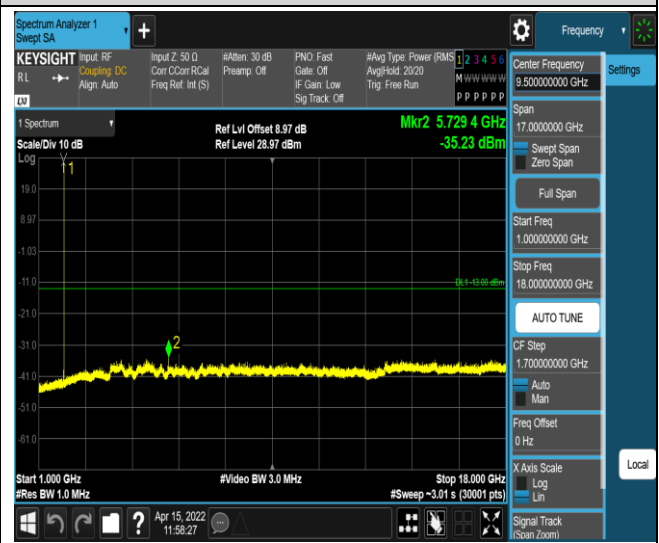 Spectrum Analyzer 1
Swept SA
+
Frequency
KEYSIGHT
RL
LXI
Input: RF
Coupling: DC
Align: Auto
Input Z: 50 Ω
Corr CCorr RCal
Freq Ref: Int (S)
#Atten: 30 dB
Preamp: Off
PNO: Fast
Gate: Off
IF Gain: Low
Sig Track: Off
#Avg Type: Power (RMS
Avg|Hold: 20/20
Trig: Free Run
1 2 3 4 5 6
M W W W W W
P P P P P P
1 Spectrum
Scale/Div 10 dB
Log
Ref Lvl Offset 8.97 dB
Ref Level 28.97 dBm
Mkr2 5.729 4 GHz
-35.23 dBm
1
19.0
8.97
-1.03
-11.0
DL1 -13.00 dBm
-21.0
-31.0
2
-41.0
-51.0
-61.0
Start 1.000 GHz
#Res BW 1.0 MHz
#Video BW 3.0 MHz
Stop 18.000 GHz
#Sweep ~3.01 s (30001 pts)
?
Apr 15, 2022
11:58:27
Center Frequency
9.500000000 GHz
Settings
Span
17.0000000 GHz
Swept Span
Zero Span
Full Span
Start Freq
1.000000000 GHz
Stop Freq
18.000000000 GHz
AUTO TUNE
CF Step
1.700000000 GHz
Auto
Man
Freq Offset
0 Hz
X Axis Scale
Log
Lin
Local
Signal Track
(Span Zoom)